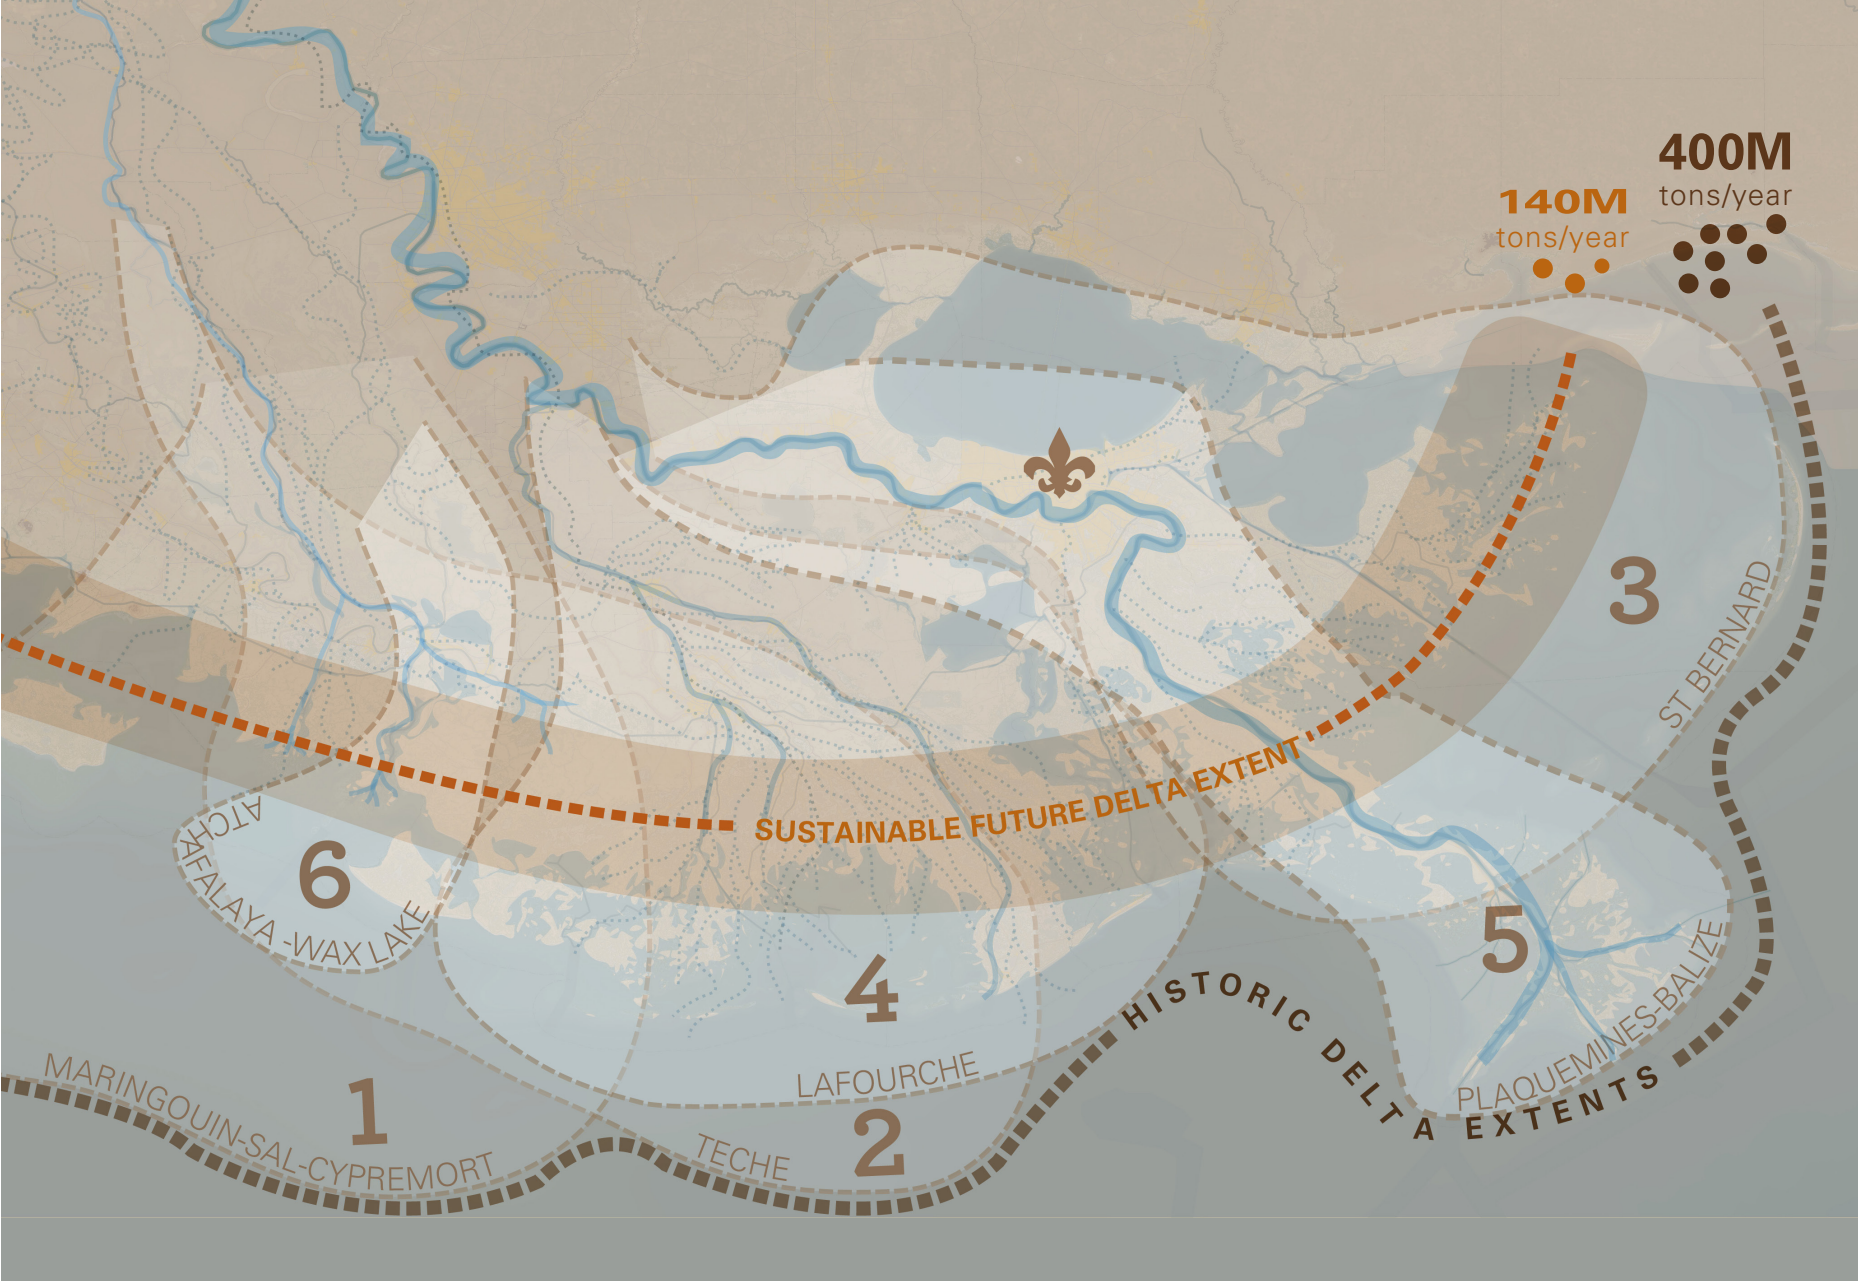 400M
tons/year
140M
tons/year
3
ST BERNARD
SUSTAINABLE FUTURE DELTA EXTENT
6
ATCHAFALAYA -WAX LAKE
5
PLAQUEMINES-BALIZE
4
LAFOURCHE
HISTORIC DELTA EXTENTS
1
MARINGOUIN-SAL-CYPREMORT
2
TECHE